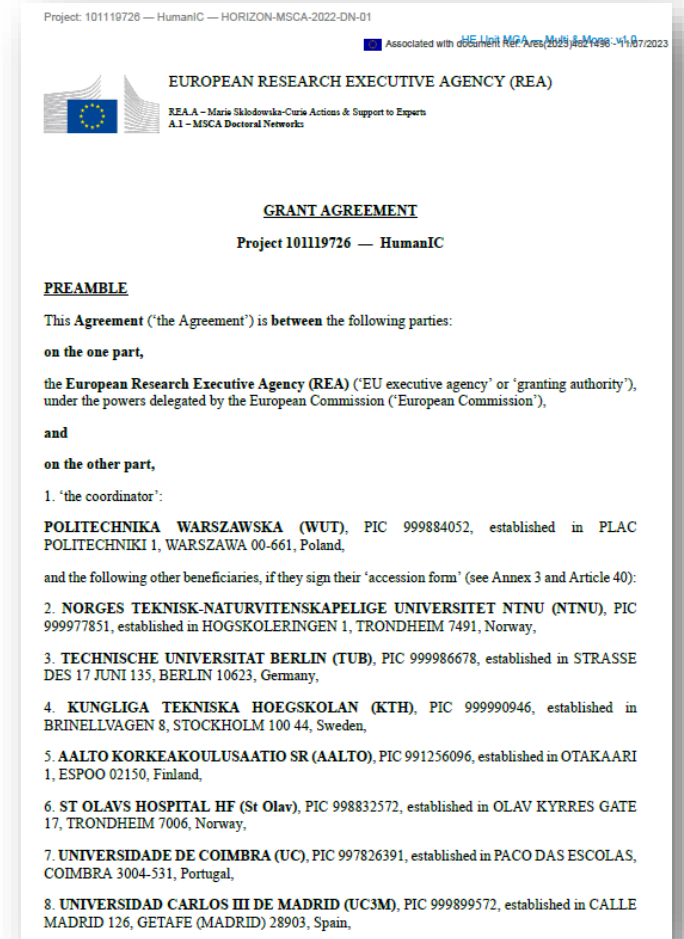 Project: 101119726 — HumanIC — HORIZON-MSCA-2022-DN-01
HE Unit MGA — Multi & Mono: v1.0
Associated with document Ref. Ares(2023)4821498 - 11/07/2023
EUROPEAN RESEARCH EXECUTIVE AGENCY (REA)
REA.A – Marie Skłodowska-Curie Actions & Support to Experts
A.1 – MSCA Doctoral Networks
GRANT AGREEMENT
Project 101119726 — HumanIC
PREAMBLE
This Agreement (‘the Agreement’) is between the following parties:
on the one part,
the European Research Executive Agency (REA) (‘EU executive agency’ or ‘granting authority’),
under the powers delegated by the European Commission (‘European Commission’),
and
on the other part,
1. ‘the coordinator’:
POLITECHNIKA WARSZAWSKA (WUT), PIC 999884052, established in PLAC
POLITECHNIKI 1, WARSZAWA 00-661, Poland,
and the following other beneficiaries, if they sign their ‘accession form’ (see Annex 3 and Article 40):
2. NORGES TEKNISK-NATURVITENSKAPELIGE UNIVERSITET NTNU (NTNU), PIC
999977851, established in HOGSKOLERINGEN 1, TRONDHEIM 7491, Norway,
3. TECHNISCHE UNIVERSITAT BERLIN (TUB), PIC 999986678, established in STRASSE
DES 17 JUNI 135, BERLIN 10623, Germany,
4. KUNGLIGA TEKNISKA HOEGSKOLAN (KTH), PIC 999990946, established in
BRINELLVAGEN 8, STOCKHOLM 100 44, Sweden,
5. AALTO KORKEAKOULUSAATIO SR (AALTO), PIC 991256096, established in OTAKAARI
1, ESPOO 02150, Finland,
6. ST OLAVS HOSPITAL HF (St Olav), PIC 998832572, established in OLAV KYRRES GATE
17, TRONDHEIM 7006, Norway,
7. UNIVERSIDADE DE COIMBRA (UC), PIC 997826391, established in PACO DAS ESCOLAS,
COIMBRA 3004-531, Portugal,
8. UNIVERSIDAD CARLOS III DE MADRID (UC3M), PIC 999899572, established in CALLE
MADRID 126, GETAFE (MADRID) 28903, Spain,